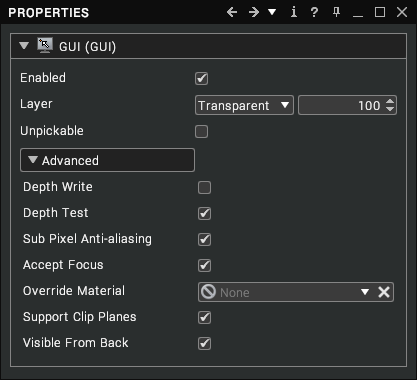 PROPERTIES
GUI (GUI)
Enabled
Layer Transparent 100
Unpickable
Advanced
Depth Write
Depth Test
Sub Pixel Anti-aliasing
Accept Focus
Override Material None
Support Clip Planes
Visible From Back